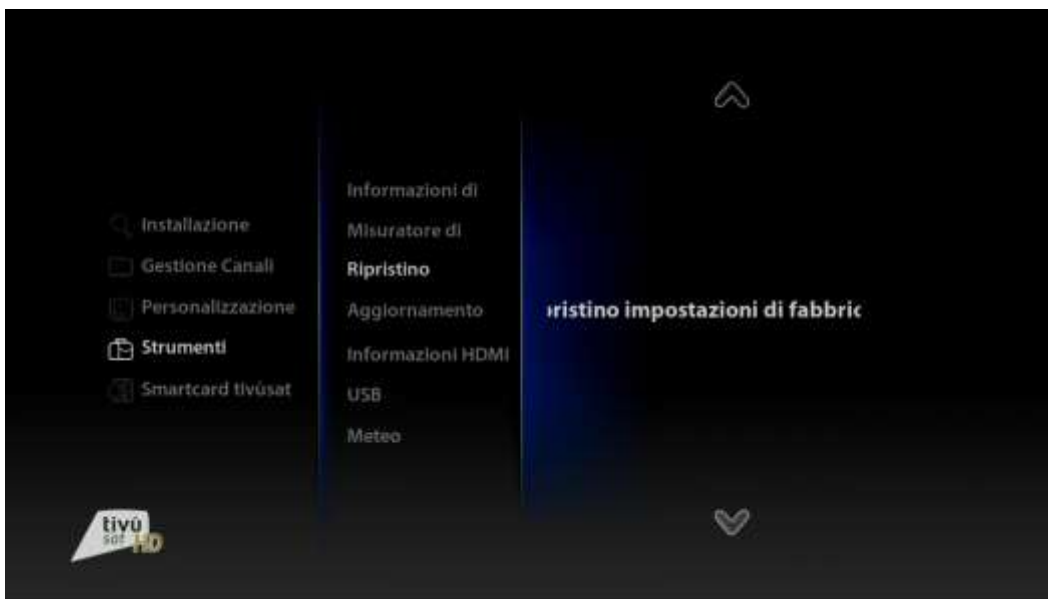 Installazione
Gestione Canali
Personalizzazione
Strumenti
Smartcard tivùsat
Informazioni di
Misuratore di
Ripristino
Aggiornamento
Informazioni HDMI
USB
Meteo
ristino impostazioni di fabbric
tivù
sat HD